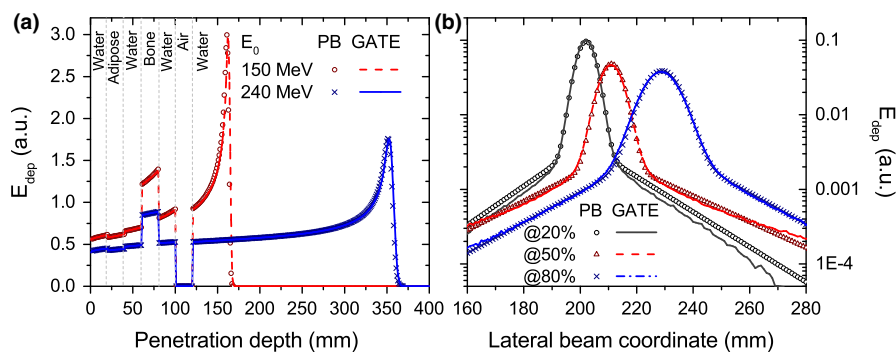 (a)
Water
Adipose
Water
Bone
Water
Air
Water
E0 PB GATE
150 MeV
240 MeV
3.0
2.5
2.0
1.5
1.0
0.5
0.0
Edep (a.u.)
0 50 100 150 200 250 300 350 400
Penetration depth (mm)
(b)
PB GATE
@20%
@50%
@80%
0.1
0.01
0.001
1E-4
Edep (a.u.)
160 180 200 220 240 260 280
Lateral beam coordinate (mm)